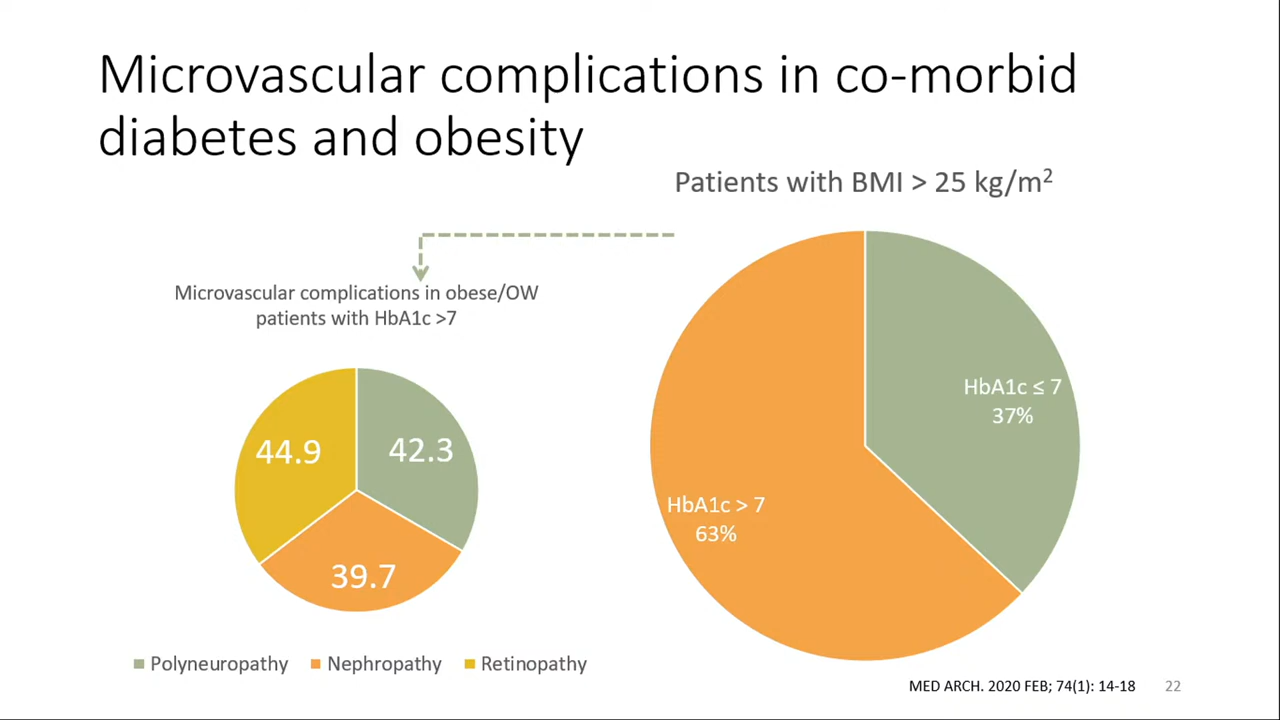 Microvascular complications in co-morbid
diabetes and obesity
Patients with BMI > 25 kg/m²
Microvascular complications in obese/OW
patients with HbA1c >7
44.9
42.3
39.7
Polyneuropathy
Nephropathy
Retinopathy
HbA1c ≤ 7
37%
HbA1c > 7
63%
MED ARCH. 2020 FEB; 74(1): 14-18
22